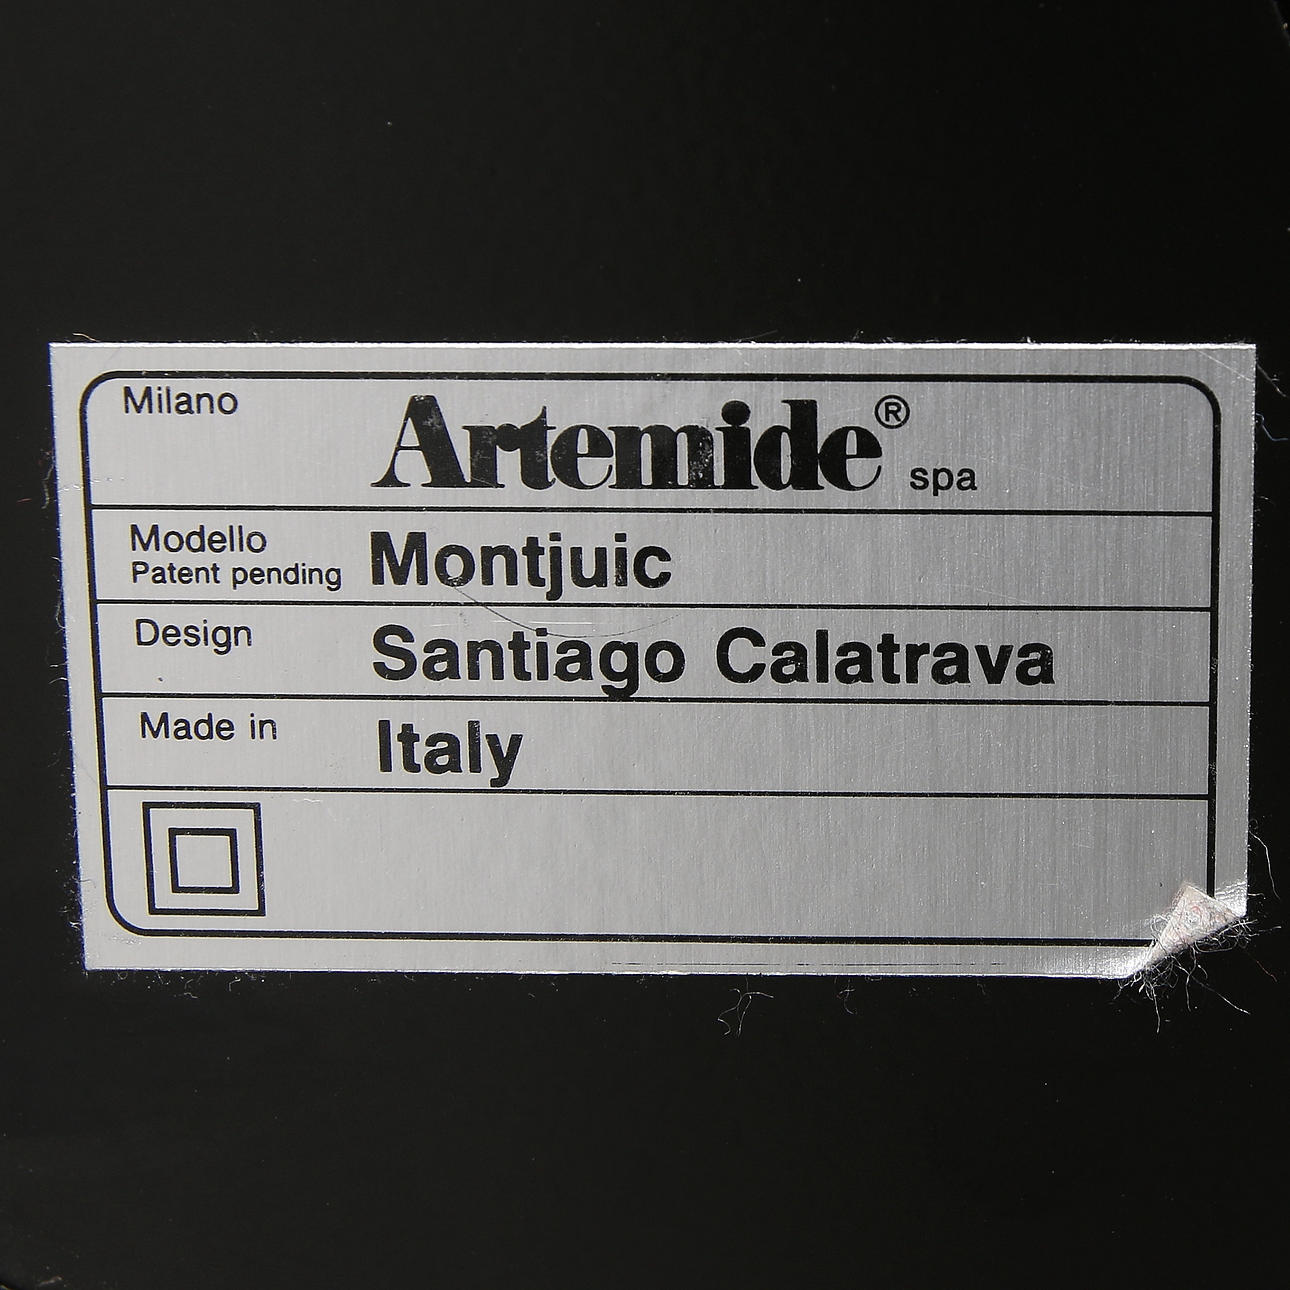 Milano Artemide® spa
Modello Montjuic
Patent pending
Design Santiago Calatrava
Made in Italy